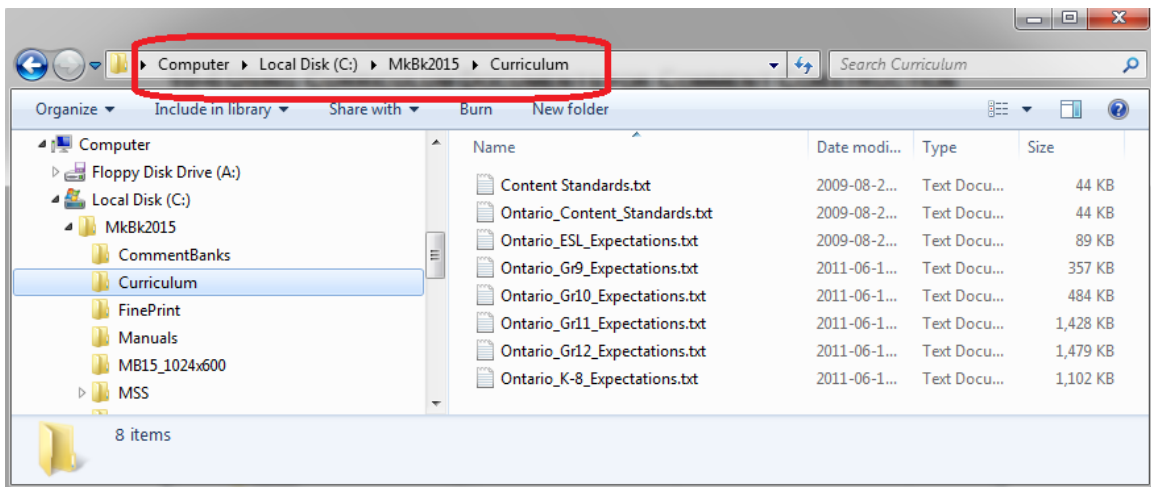 Computer ▸ Local Disk (C:) ▸ MkBk2015 ▸ Curriculum
Search Curriculum
Organize Include in library Share with Burn New folder
Computer
Floppy Disk Drive (A:)
Local Disk (C:)
MkBk2015
CommentBanks
Curriculum
FinePrint
Manuals
MB15_1024x600
MSS
Name Date modi... Type Size
Content Standards.txt 2009-08-2... Text Docu... 44 KB
Ontario_Content_Standards.txt 2009-08-2... Text Docu... 44 KB
Ontario_ESL_Expectations.txt 2009-08-2... Text Docu... 89 KB
Ontario_Gr9_Expectations.txt 2011-06-1... Text Docu... 357 KB
Ontario_Gr10_Expectations.txt 2011-06-1... Text Docu... 484 KB
Ontario_Gr11_Expectations.txt 2011-06-1... Text Docu... 1,428 KB
Ontario_Gr12_Expectations.txt 2011-06-1... Text Docu... 1,479 KB
Ontario_K-8_Expectations.txt 2011-06-1... Text Docu... 1,102 KB
8 items